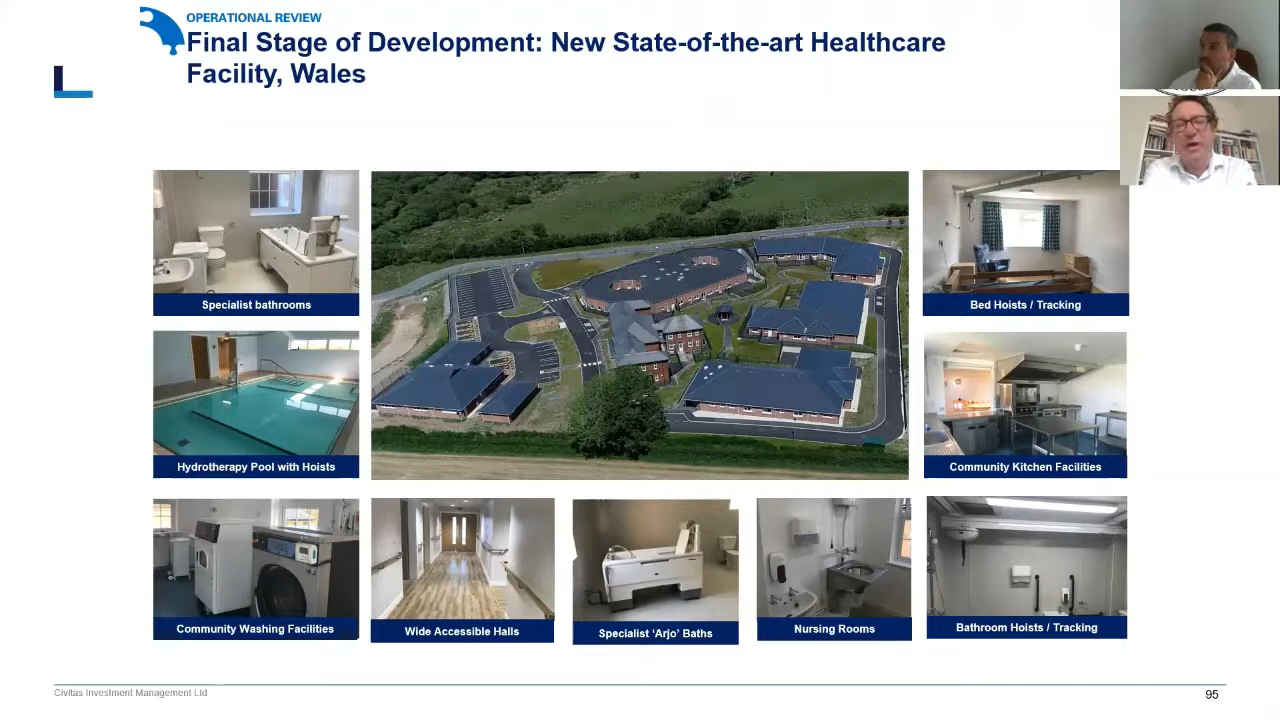 OPERATIONAL REVIEW
Final Stage of Development: New State-of-the-art Healthcare
Facility, Wales
Specialist bathrooms
Bed Hoists / Tracking
Hydrotherapy Pool with Hoists
Community Kitchen Facilities
Community Washing Facilities
Wide Accessible Halls
Specialist ‘Arjo’ Baths
Nursing Rooms
Bathroom Hoists / Tracking
Civitas Investment Management Ltd
95